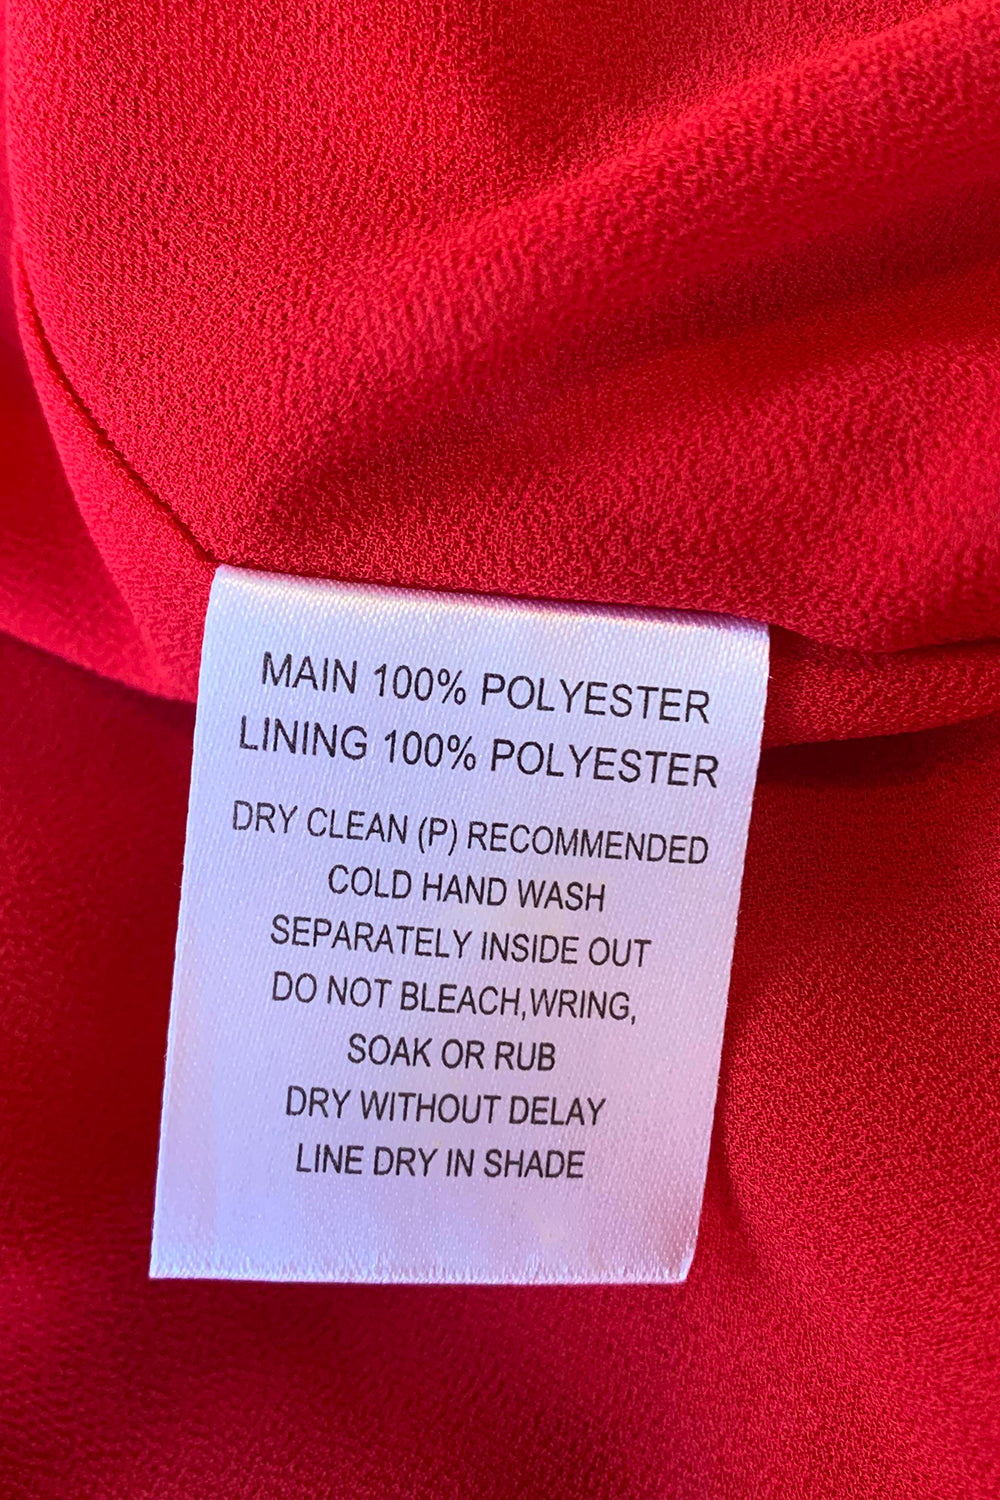 MAIN 100% POLYESTER
LINING 100% POLYESTER
DRY CLEAN (P) RECOMMENDED
COLD HAND WASH
SEPARATELY INSIDE OUT
DO NOT BLEACH,WRING,
SOAK OR RUB
DRY WITHOUT DELAY
LINE DRY IN SHADE